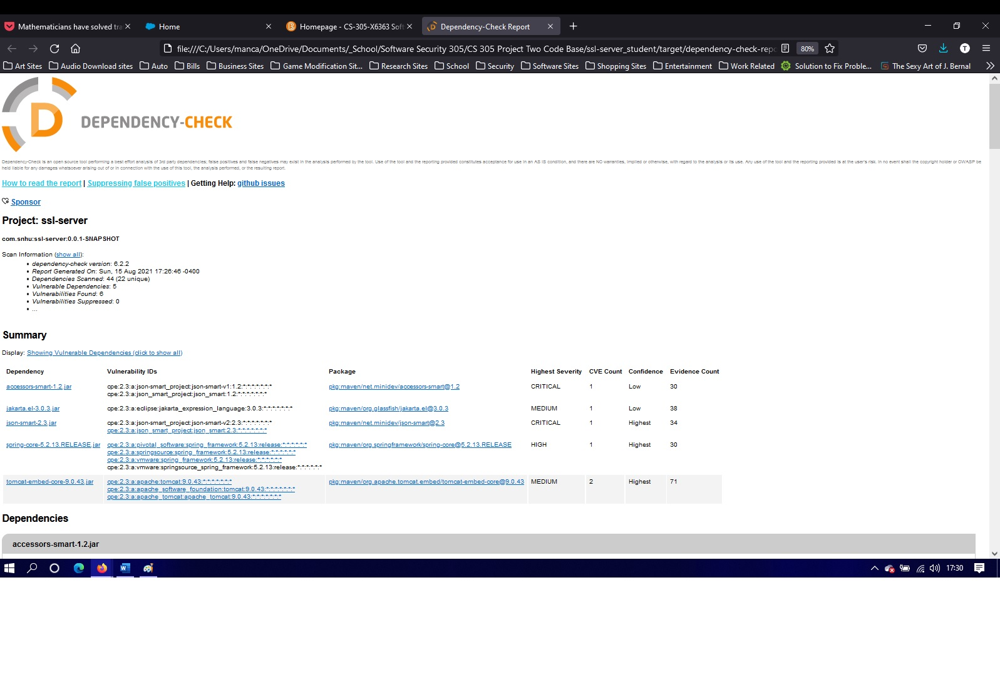 Mathematicians have solved tra
Home
Homepage - CS-305-X6363 Soft
Dependency-Check Report
file:///C:/Users/manca/OneDrive/Documents/_School/Software Security 305/CS 305 Project Two Code Base/ssl-server_student/target/dependency-check-repo
80%
T
Art Sites
Audio Download sites
Auto
Bills
Business Sites
Game Modification Sit...
Research Sites
School
Security
Software Sites
Shopping Sites
Entertainment
Work Related
Solution to Fix Proble...
The Sexy Art of J. Bernal
D
DEPENDENCY-CHECK
Dependency-Check is an open source tool performing a best effort analysis of 3rd party dependencies; false positives and false negatives may exist in the analysis performed by the tool. Use of the tool and the reporting provided constitutes acceptance for use in an AS IS condition, and there are NO warranties, implied or otherwise, with regard to the analysis or its use. Any use of the tool and the reporting provided is at the user's risk. In no event shall the copyright holder or OWASP be
held liable for any damages whatsoever arising out of or in connection with the use of this tool, the analysis performed, or the resulting report.
How to read the report | Suppressing false positives | Getting Help: github issues
Sponsor
Project: ssl-server
com.snhu:ssl-server:0.0.1-SNAPSHOT
Scan Information (show all):
• dependency-check version: 6.2.2
• Report Generated On: Sun, 15 Aug 2021 17:26:46 -0400
• Dependencies Scanned: 44 (22 unique)
• Vulnerable Dependencies: 5
• Vulnerabilities Found: 6
• Vulnerabilities Suppressed: 0
• ...
Summary
Display: Showing Vulnerable Dependencies (click to show all)
Dependency Vulnerability IDs Package Highest Severity CVE Count Confidence Evidence Count
accessors-smart-1.2.jar cpe:2.3:a:json-smart_project:json-smart-v1:1.2:*:*:*:*:*:*:* pkg:maven/net.minidev/accessors-smart@1.2 CRITICAL 1 Low 30
cpe:2.3:a:json_smart_project:json_smart:1.2:*:*:*:*:*:*:*
jakarta.el-3.0.3.jar cpe:2.3:a:eclipse:jakarta_expression_language:3.0.3:*:*:*:*:*:*:* pkg:maven/org.glassfish/jakarta.el@3.0.3 MEDIUM 1 Low 38
json-smart-2.3.jar cpe:2.3:a:json-smart_project:json-smart-v2:2.3:*:*:*:*:*:*:* pkg:maven/net.minidev/json-smart@2.3 CRITICAL 1 Highest 34
cpe:2.3:a:json_smart_project:json_smart:2.3:*:*:*:*:*:*:*
spring-core-5.2.13.RELEASE.jar cpe:2.3:a:pivotal_software:spring_framework:5.2.13:release:*:*:*:*:*:* pkg:maven/org.springframework/spring-core@5.2.13.RELEASE HIGH 1 Highest 30
cpe:2.3:a:springsource:spring_framework:5.2.13:release:*:*:*:*:*:*
cpe:2.3:a:vmware:spring_framework:5.2.13:release:*:*:*:*:*:*
cpe:2.3:a:vmware:springsource_spring_framework:5.2.13:release:*:*:*:*:*:*
tomcat-embed-core-9.0.43.jar cpe:2.3:a:apache:tomcat:9.0.43:*:*:*:*:*:*:* pkg:maven/org.apache.tomcat.embed/tomcat-embed-core@9.0.43 MEDIUM 2 Highest 71
cpe:2.3:a:apache_software_foundation:tomcat:9.0.43:*:*:*:*:*:*:*
cpe:2.3:a:apache_tomcat:apache_tomcat:9.0.43:*:*:*:*:*:*:*
Dependencies
accessors-smart-1.2.jar
17:30